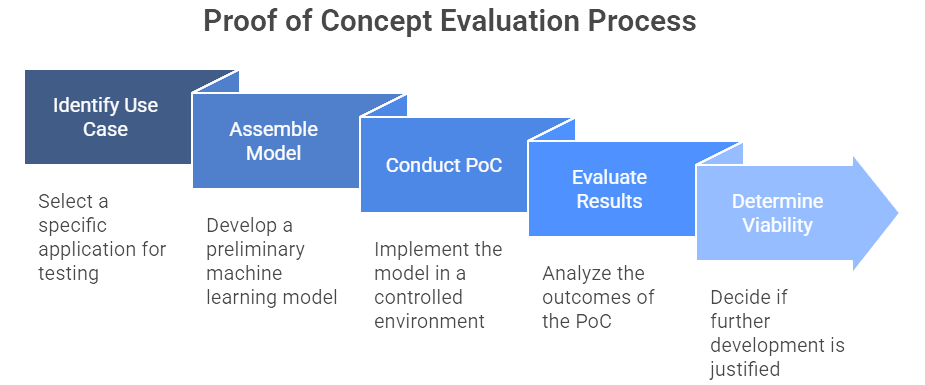 Proof of Concept Evaluation Process
Identify Use
Case
Select a
specific
application for
testing
Assemble
Model
Develop a
preliminary
machine
learning model
Conduct PoC
Implement the
model in a
controlled
environment
Evaluate
Results
Analyze the
outcomes of
the PoC
Determine
Viability
Decide if
further
development is
justified